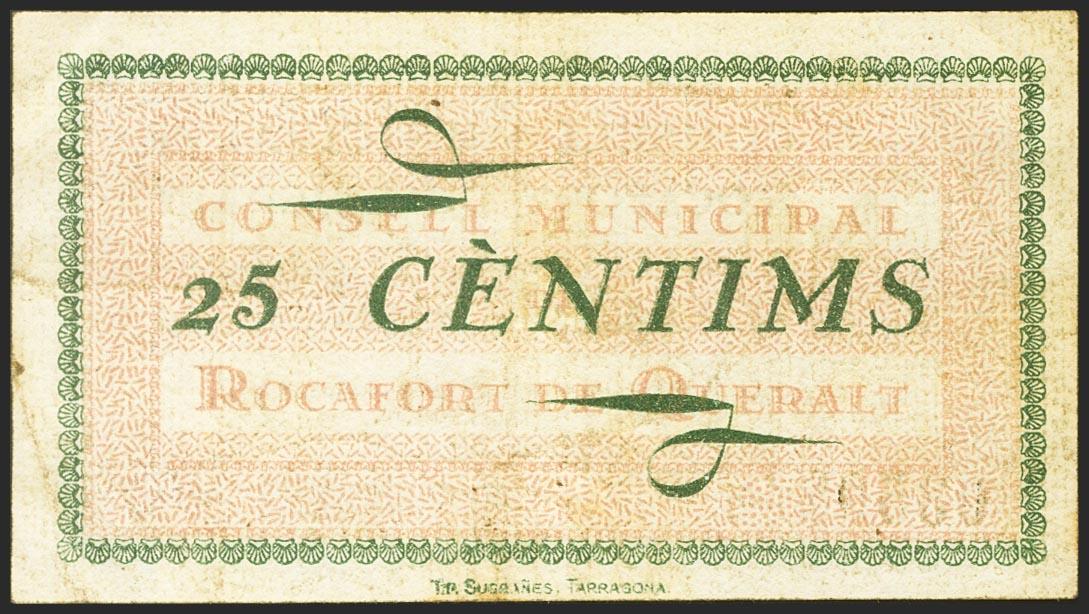 CONSELL MUNICIPAL
25 CÈNTIMS
ROCAFORT DE QUERALT
TIP. SUGRAÑES, TARRAGONA.